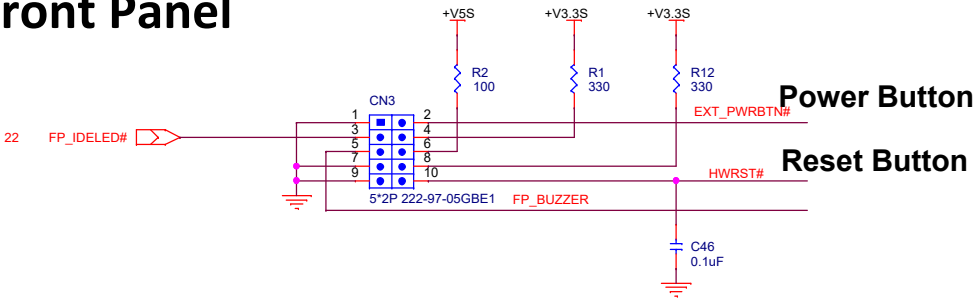 ront Panel
+V5S +V3.3S +V3.3S
R2 R1 R12
100 330 330
Power Button
CN3
1 2 EXT_PWRBTN#
22 FP_IDELED# 3 4
5 6
7 8
Reset Button
9 10 HWRST#
5*2P 222-97-05GBE1 FP_BUZZER
C46
0.1uF